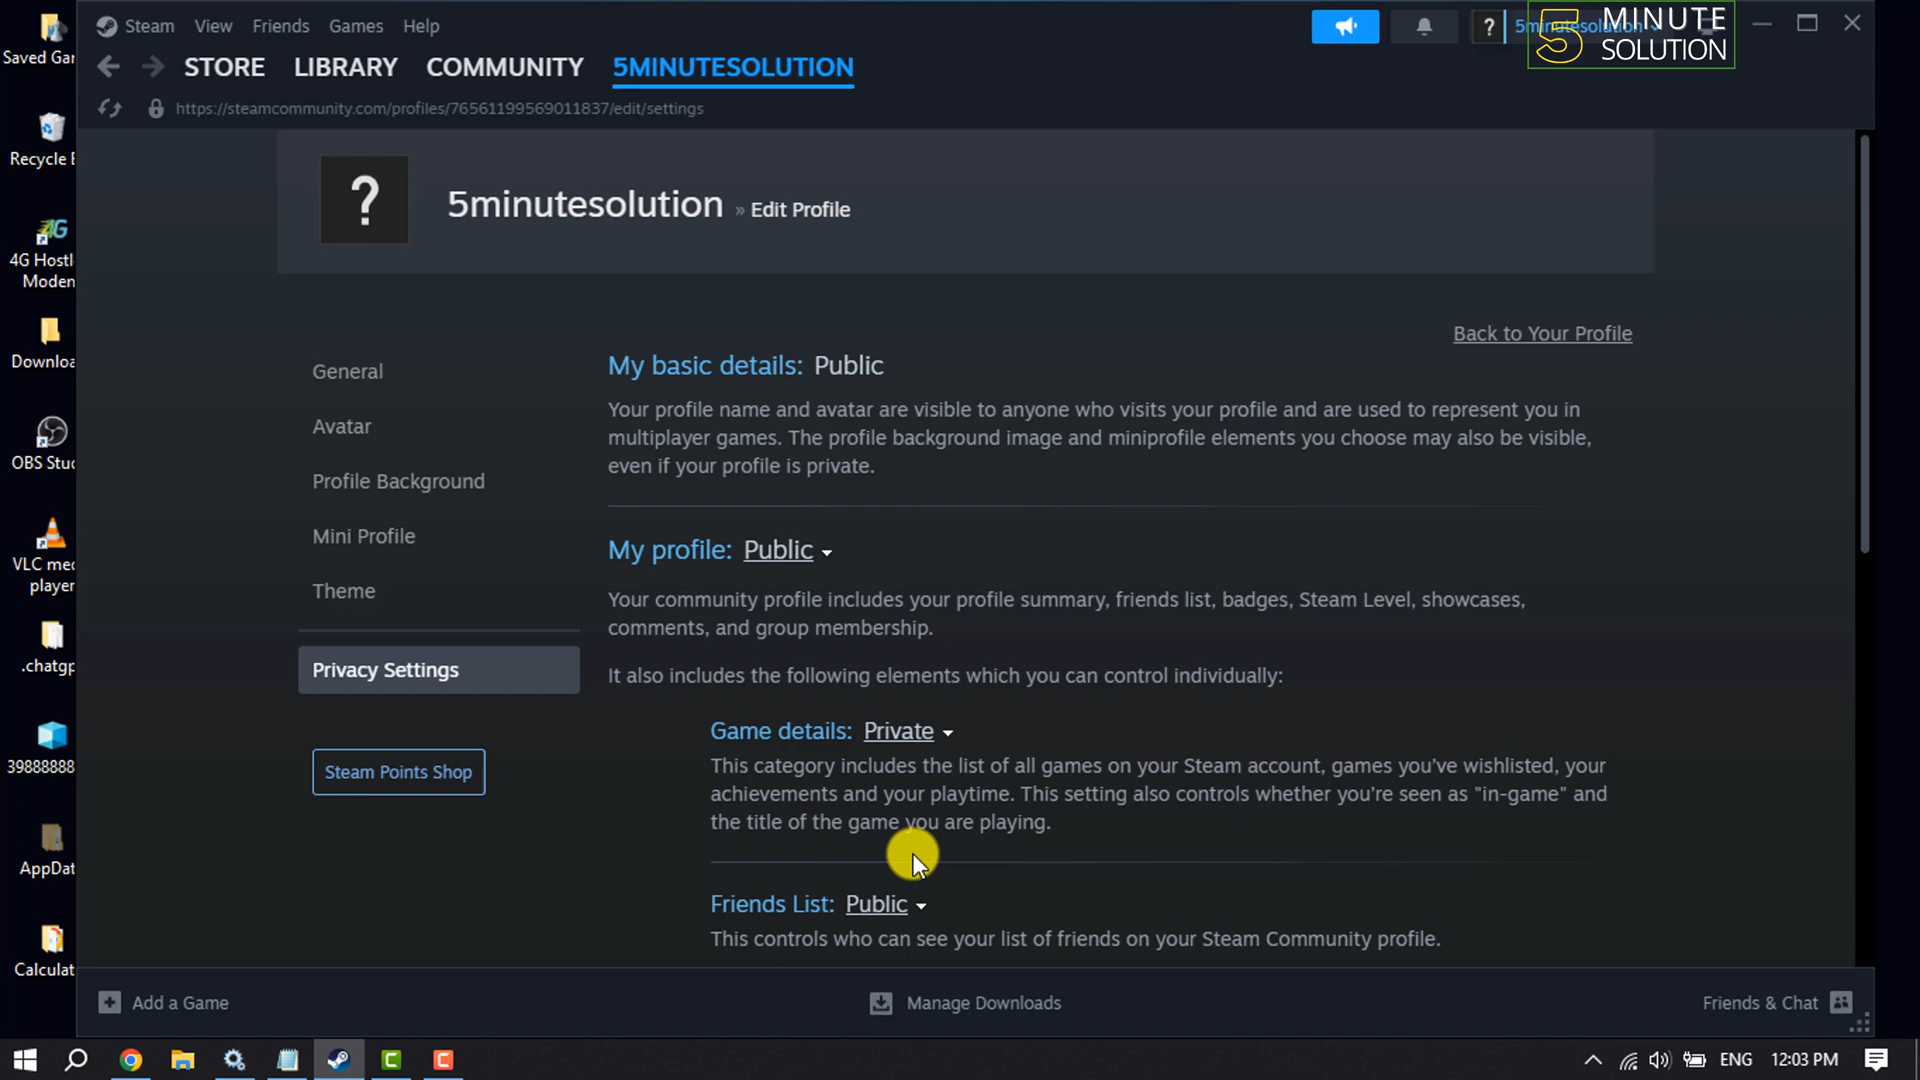 Saved Gar
Steam View Friends Games Help
5minutesolution
5 MINUTE
SOLUTION
STORE LIBRARY COMMUNITY 5MINUTESOLUTION
https://steamcommunity.com/profiles/76561199569011837/edit/settings
Recycle B
?
5minutesolution » Edit Profile
4G Hostl
Moden
Downloa
OBS Stud
VLC mec
player
.chatgp
39888888
AppDat
Calculat
Back to Your Profile
General
Avatar
Profile Background
Mini Profile
Theme
Privacy Settings
Steam Points Shop
My basic details: Public
Your profile name and avatar are visible to anyone who visits your profile and are used to represent you in
multiplayer games. The profile background image and miniprofile elements you choose may also be visible,
even if your profile is private.
My profile: Public
Your community profile includes your profile summary, friends list, badges, Steam Level, showcases,
comments, and group membership.
It also includes the following elements which you can control individually:
Game details: Private
This category includes the list of all games on your Steam account, games you've wishlisted, your
achievements and your playtime. This setting also controls whether you're seen as "in-game" and
the title of the game you are playing.
Friends List: Public
This controls who can see your list of friends on your Steam Community profile.
Add a Game
Manage Downloads
Friends & Chat
ENG 12:03 PM